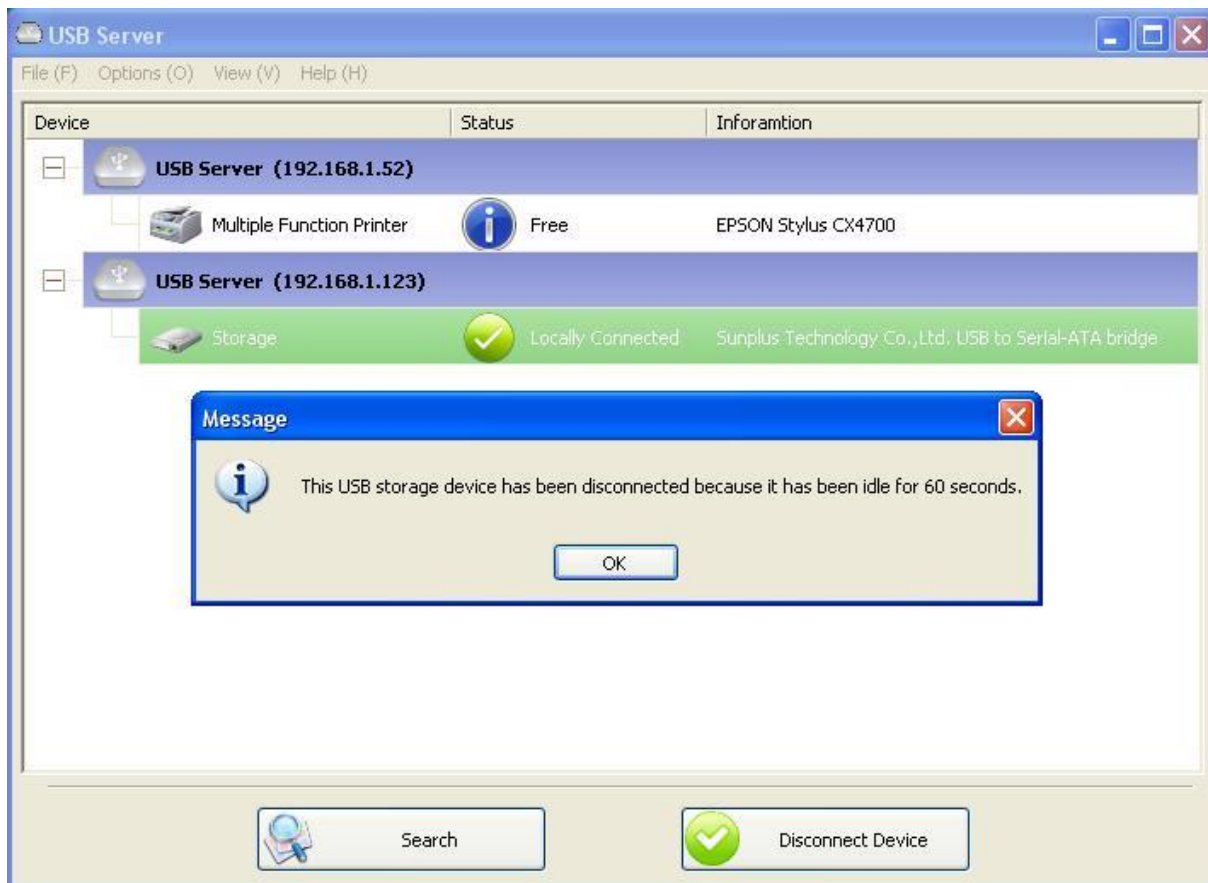 USB Server
File (F) Options (O) View (V) Help (H)
Device Status Inforamtion
USB Server (192.168.1.52)
Multiple Function Printer Free EPSON Stylus CX4700
USB Server (192.168.1.123)
Storage Locally Connected Sunplus Technology Co.,Ltd. USB to Serial-ATA bridge
Message
This USB storage device has been disconnected because it has been idle for 60 seconds.
OK
Search Disconnect Device